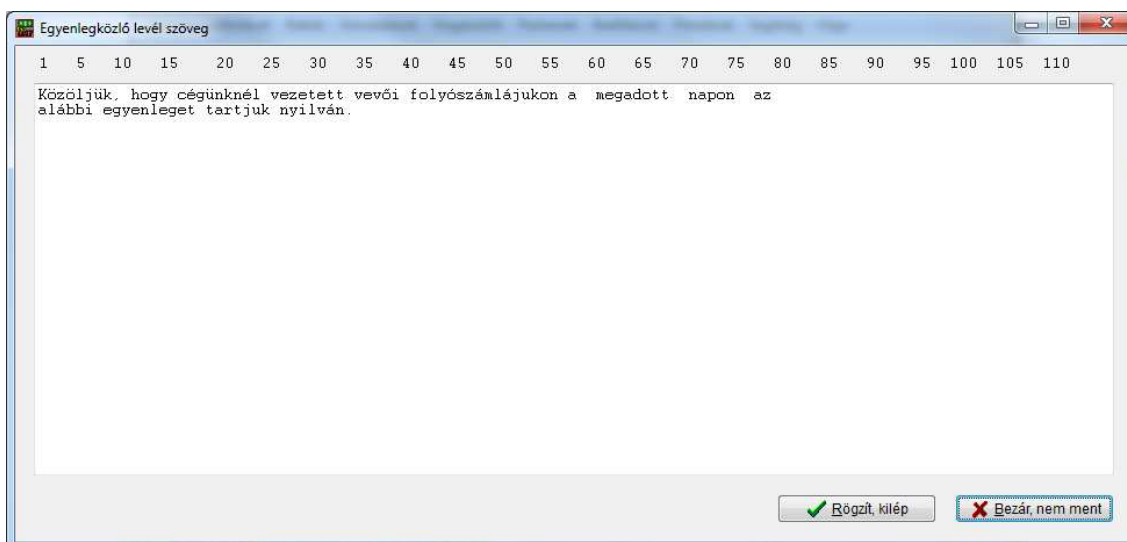 Egyenlegközlő levél szöveg
1 5 10 15 20 25 30 35 40 45 50 55 60 65 70 75 80 85 90 95 100 105 110
Közöljük, hogy cégünknél vezetett vevői folyószámlájukon a  megadott  napon  az
alábbi egyenleget tartjuk nyilván.
Rögzít, kilép
Bezár, nem ment